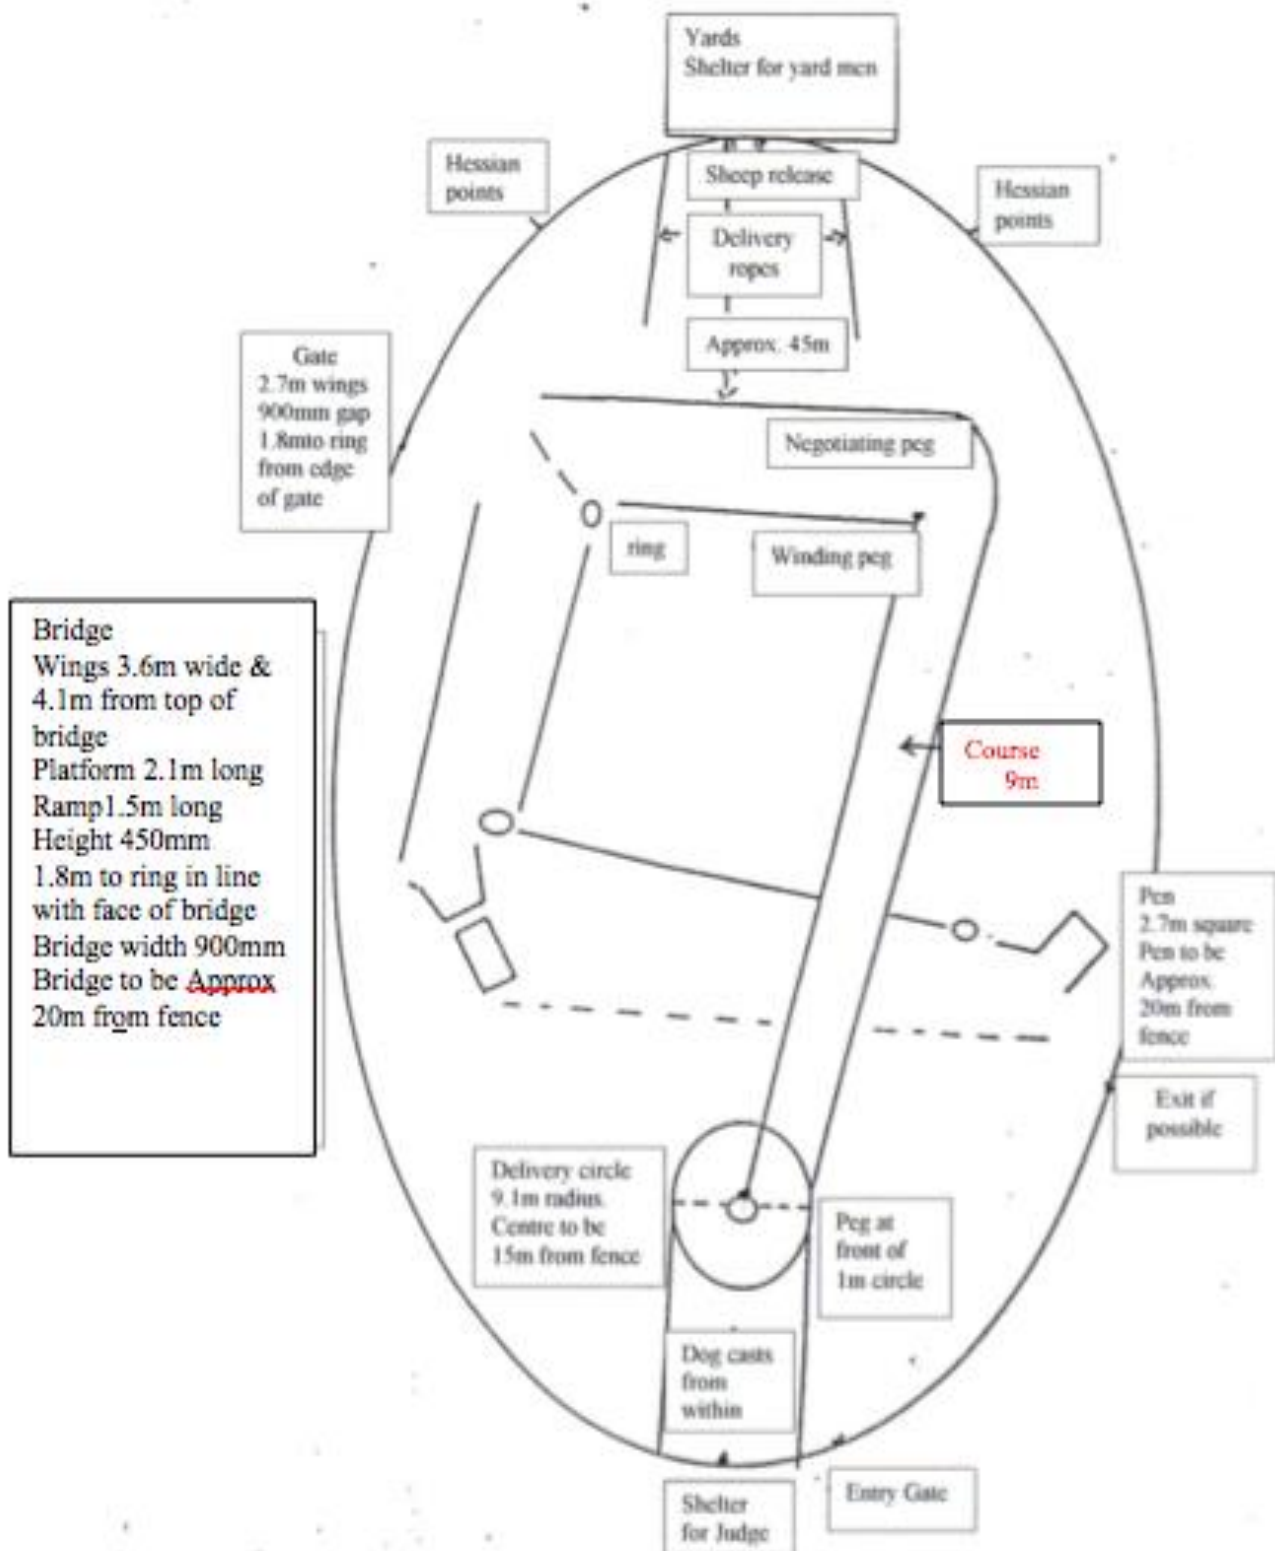 Yards
Shelter for yard men
Hessian
points
Sheep release
Hessian
points
Delivery
ropes
Approx. 45m
Gate
2.7m wings
900mm gap
1.8mto ring
from edge
of gate
Negotiating peg
ring
Winding peg
Bridge
Wings 3.6m wide &
4.1m from top of
bridge
Platform 2.1m long
Ramp1.5m long
Height 450mm
1.8m to ring in line
with face of bridge
Bridge width 900mm
Bridge to be Approx
20m from fence
Course
9m
Pen
2.7m square
Pen to be
Approx.
20m from
fence
Exit if
possible
Delivery circle
9.1m radius.
Centre to be
15m from fence
Peg at
front of
1m circle
Dog casts
from
within
Entry Gate
Shelter
for Judge